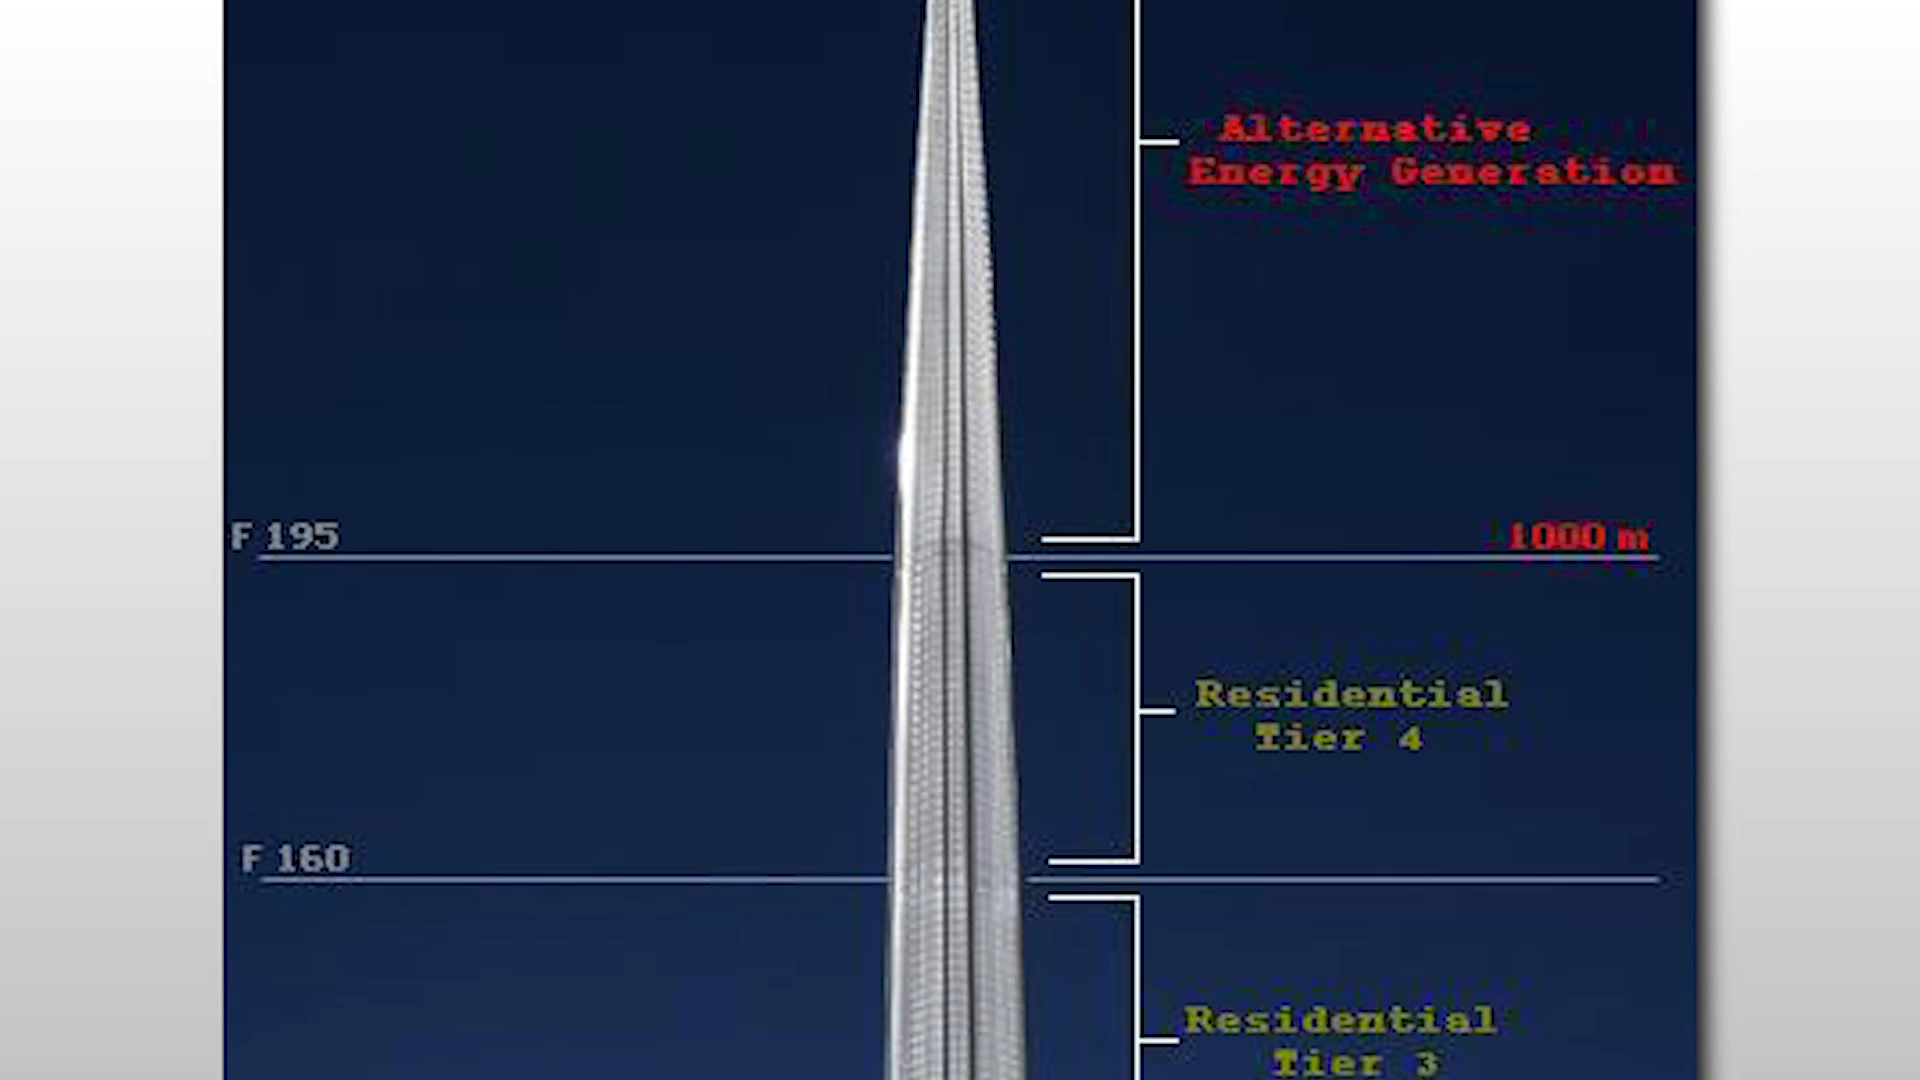 Alternative
Energy Generation
F 195
1000 m
Residential
Tier 4
F 160
Residential
Tier 3